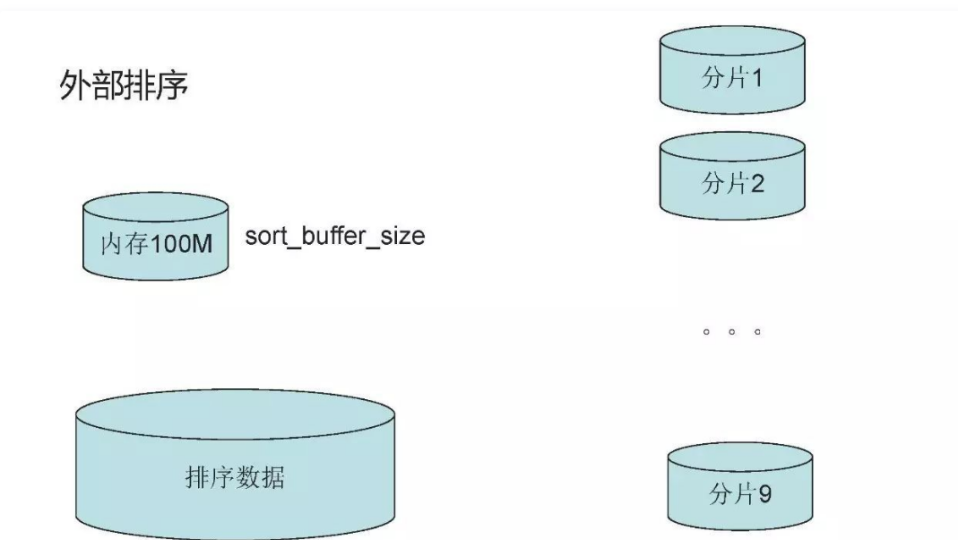 外部排序
分片1
分片2
内存100M
sort_buffer_size
。。。
排序数据
分片9